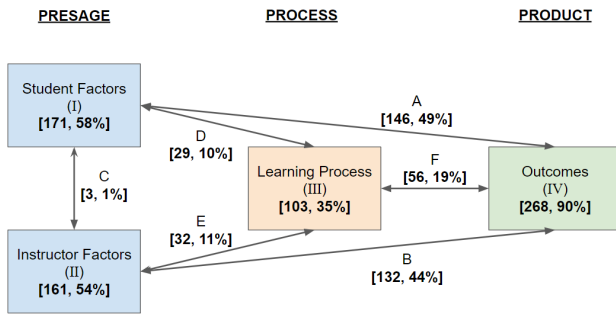 PRESAGE
PROCESS
PRODUCT
Student Factors
(I)
[171, 58%]
A
[146, 49%]
D
[29, 10%]
C
[3, 1%]
Learning Process
(III)
[103, 35%]
F
[56, 19%]
Outcomes
(IV)
[268, 90%]
E
[32, 11%]
Instructor Factors
(II)
[161, 54%]
B
[132, 44%]